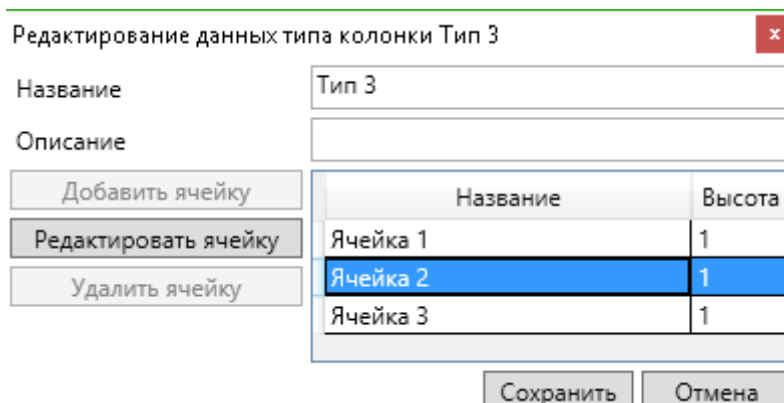 Редактирование данных типа колонки Тип 3 x
Название Тип 3
Описание
Добавить ячейку
Название Высота
Редактировать ячейку
Ячейка 1 1
Удалить ячейку
Ячейка 2 1
Ячейка 3 1
Сохранить Отмена